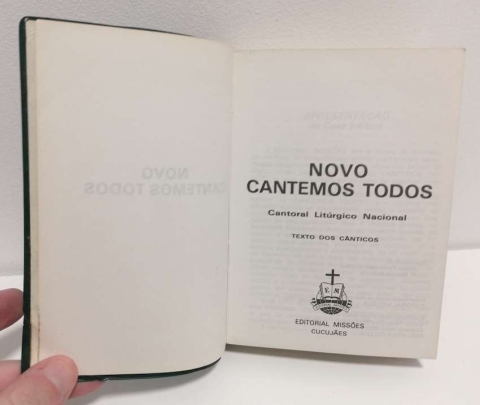 NOVO
CANTEMOS TODOS
Cantoral Litúrgico Nacional
TEXTO DOS CÂNTICOS
E. M.
EDITORIAL MISSÕES
CUCUJÃES